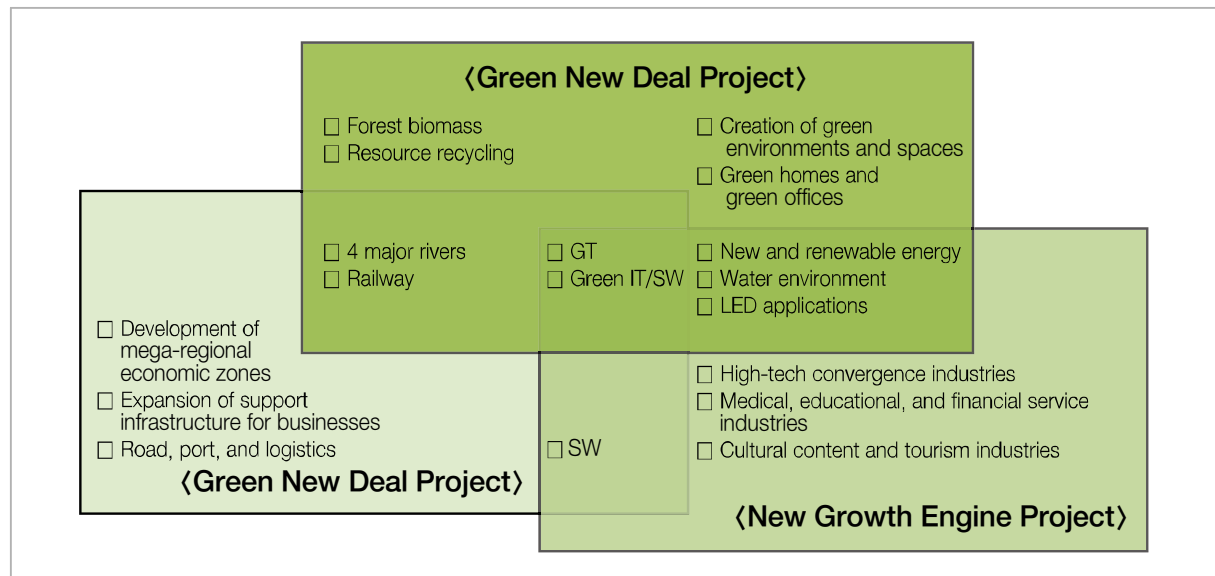 〈Green New Deal Project〉
□ Forest biomass
□ Resource recycling
□ Creation of green
environments and spaces
□ Green homes and
green offices
□ 4 major rivers
□ Railway
□ GT
□ Green IT/SW
□ New and renewable energy
□ Water environment
□ LED applications
□ Development of
mega-regional
economic zones
□ Expansion of support
infrastructure for businesses
□ Road, port, and logistics
〈Green New Deal Project〉
□ SW
□ High-tech convergence industries
□ Medical, educational, and financial service
industries
□ Cultural content and tourism industries
〈New Growth Engine Project〉